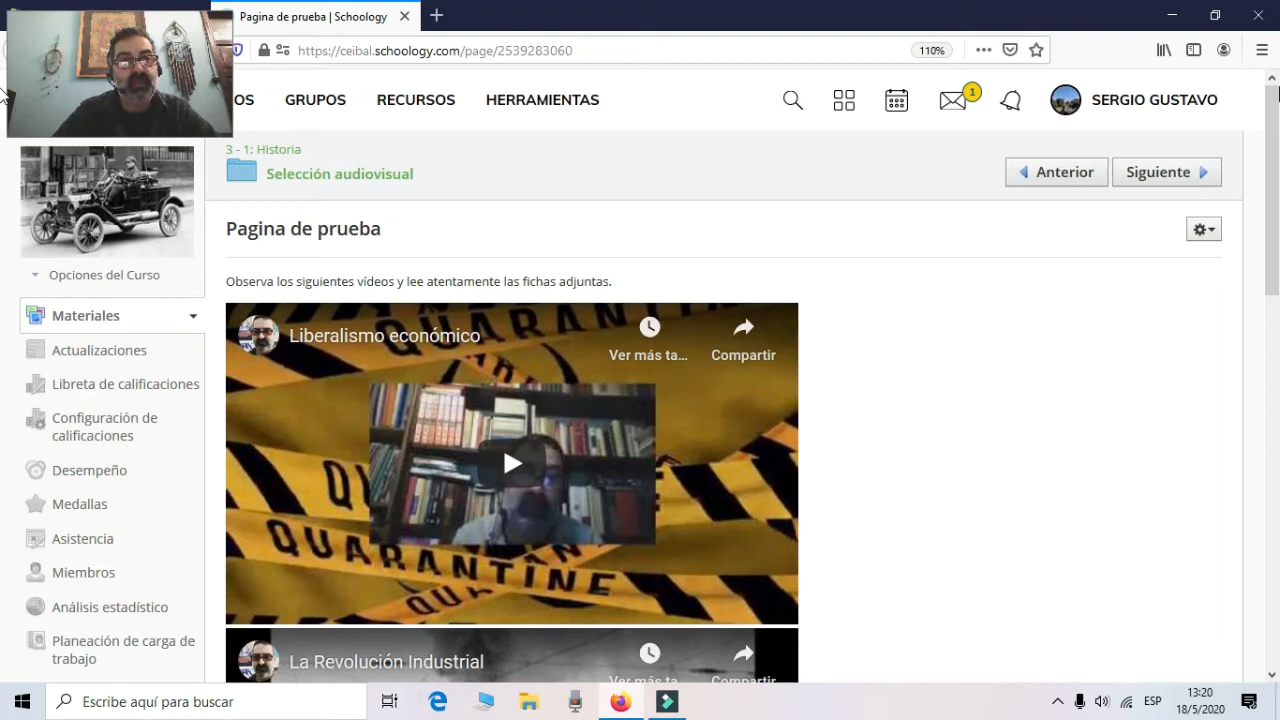 Pagina de prueba | Schoology
https://ceibal.schoology.com/page/2539283060
110%
OS
GRUPOS
RECURSOS
HERRAMIENTAS
1
SERGIO GUSTAVO
3 - 1: Historia
Selección audiovisual
Anterior
Siguiente
Pagina de prueba
Opciones del Curso
Observa los siguientes vídeos y lee atentamente las fichas adjuntas.
Materiales
Actualizaciones
Libreta de calificaciones
Configuración de
calificaciones
Desempeño
Medallas
Asistencia
Miembros
Análisis estadístico
Planeación de carga de
trabajo
Liberalismo económico
Ver más ta...
Compartir
QUARANTINE
La Revolución Industrial
Ver más ta...
Compartir
Escribe aquí para buscar
ESP
13:20
18/5/2020